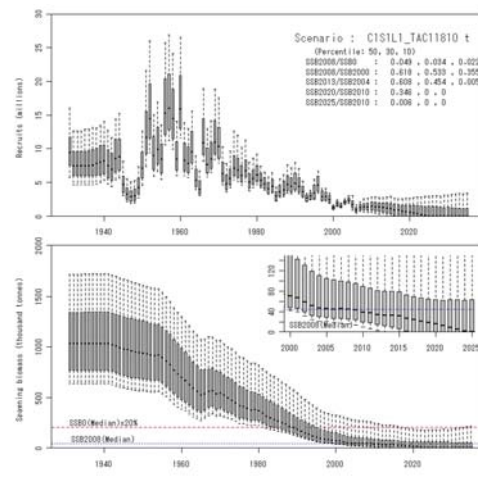 Scenario : C1S1L1_TAC11810 t
(Percentile: 50, 30, 10)
SSB2008/SSB0 : 0.049 , 0.034 , 0.022
SSB2008/SSB2000 : 0.618 , 0.533 , 0.355
SSB2013/SSB2004 : 0.608 , 0.454 , 0.005
SSB2020/SSB2010 : 0.346 , 0 , 0
SSB2025/SSB2010 : 0.006 , 0 , 0
Recruits (millions)
30
25
20
15
10
5
0
1940 1960 1980 2000 2020
Spawning biomass (thousand tonnes)
2000
1500
1000
500
0
SSB0(Median)x20%
SSB2008(Median)
1940 1960 1980 2000 2020
120
80
40
0
SSB2008(Median)
2000 2005 2010 2015 2020 2025